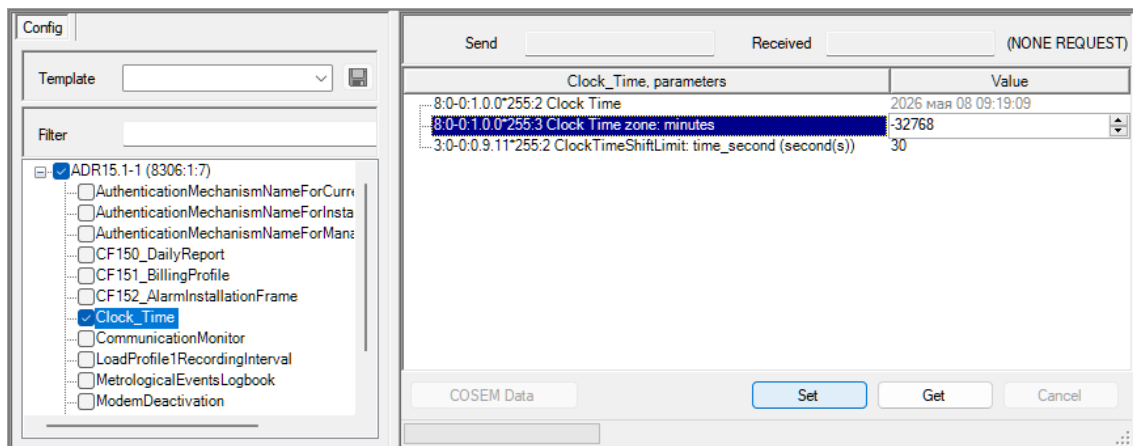 Config
Template
Filter
ADR15.1-1 (8306:1:7)
AuthenticationMechanismNameForCurre
AuthenticationMechanismNameForInsta
AuthenticationMechanismNameForMana
CF150_DailyReport
CF151_BillingProfile
CF152_AlarmInstallationFrame
Clock_Time
CommunicationMonitor
LoadProfile1RecordingInterval
MetrologicalEventsLogbook
ModemDeactivation
Send Received (NONE REQUEST)
Clock_Time, parameters Value
8:0-0:1.0.0*255:2 Clock Time 2026 мая 08 09:19:09
8:0-0:1.0.0*255:3 Clock Time zone: minutes -32768
3:0-0:0.9.11*255:2 ClockTimeShiftLimit: time_second (second(s)) 30
COSEM Data Set Get Cancel